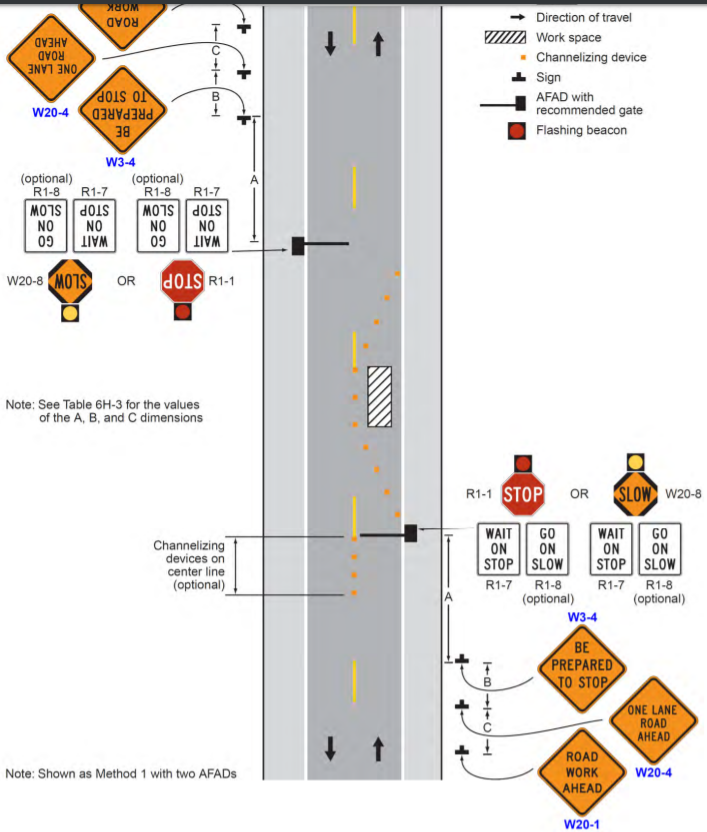 ROAD
WORK
ONE LANE
ROAD
AHEAD
W20-4
BE
PREPARED
TO STOP
W3-4
C
B
A
Direction of travel
Work space
Channelizing device
Sign
AFAD with
recommended gate
Flashing beacon
(optional) (optional)
R1-8 R1-7 R1-8 R1-7
GO
ON
SLOW
WAIT
ON
STOP
GO
ON
SLOW
WAIT
ON
STOP
W20-8 SLOW OR STOP R1-1
Note: See Table 6H-3 for the values
of the A, B, and C dimensions
R1-1 STOP OR SLOW W20-8
WAIT
ON
STOP
GO
ON
SLOW
WAIT
ON
STOP
GO
ON
SLOW
R1-7 R1-8 R1-7 R1-8
(optional) (optional)
Channelizing
devices on
center line
(optional)
A
W3-4
BE
PREPARED
TO STOP
B
C
ONE LANE
ROAD
AHEAD
W20-4
ROAD
WORK
AHEAD
W20-1
Note: Shown as Method 1 with two AFADs